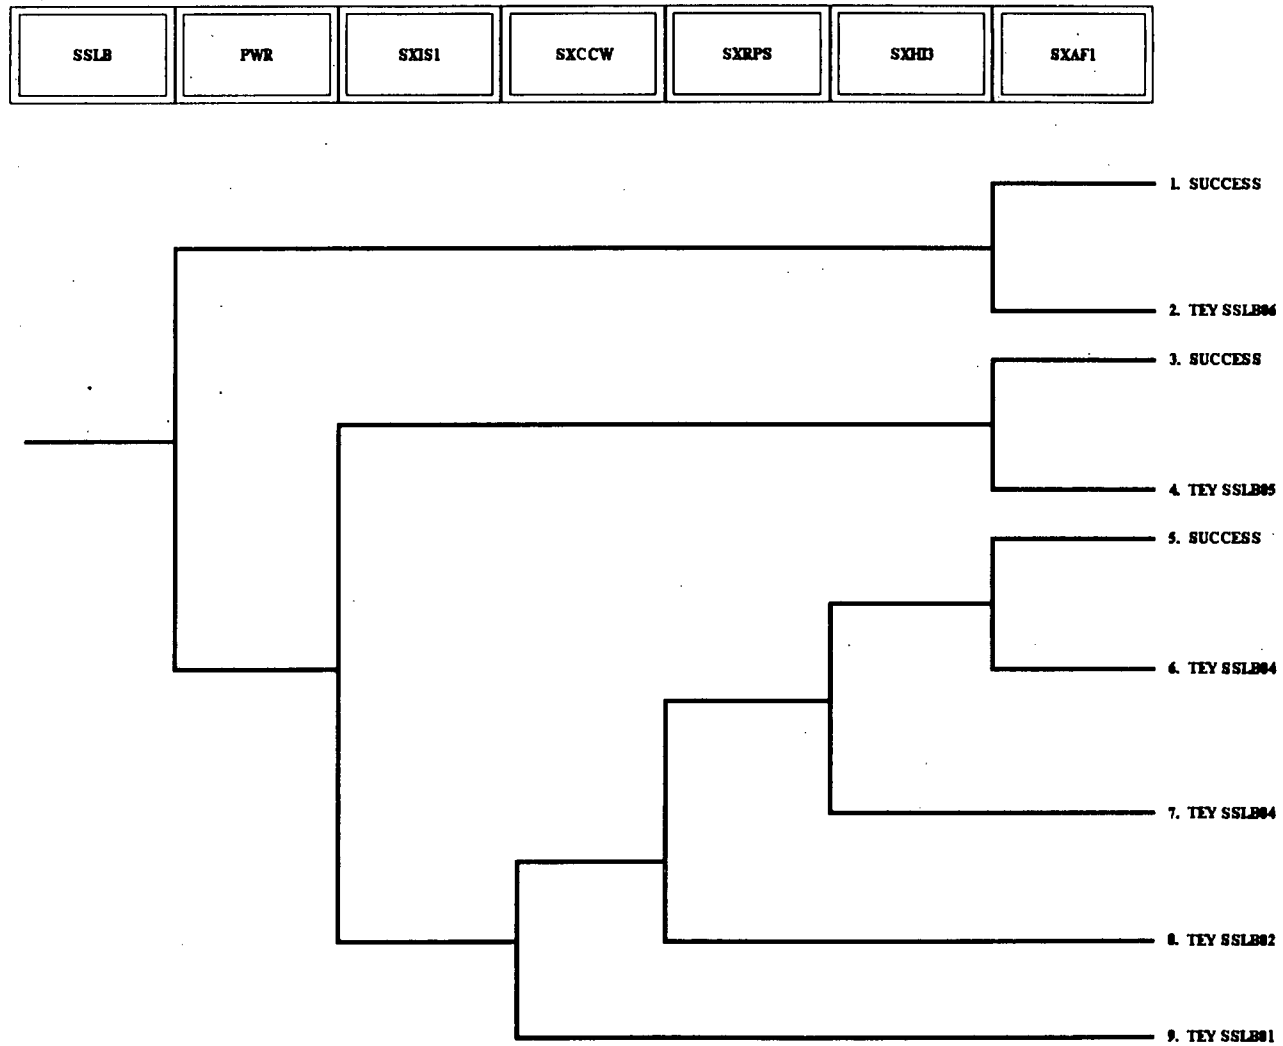 SSLB PWR SXIS1 SXCCW SXRPS SXHI3 SXAF1
1. SUCCESS
2. TEY SSLB06
3. SUCCESS
4. TEY SSLB05
5. SUCCESS
6. TEY SSLB04
7. TEY SSLB04
8. TEY SSLB02
9. TEY SSLB01